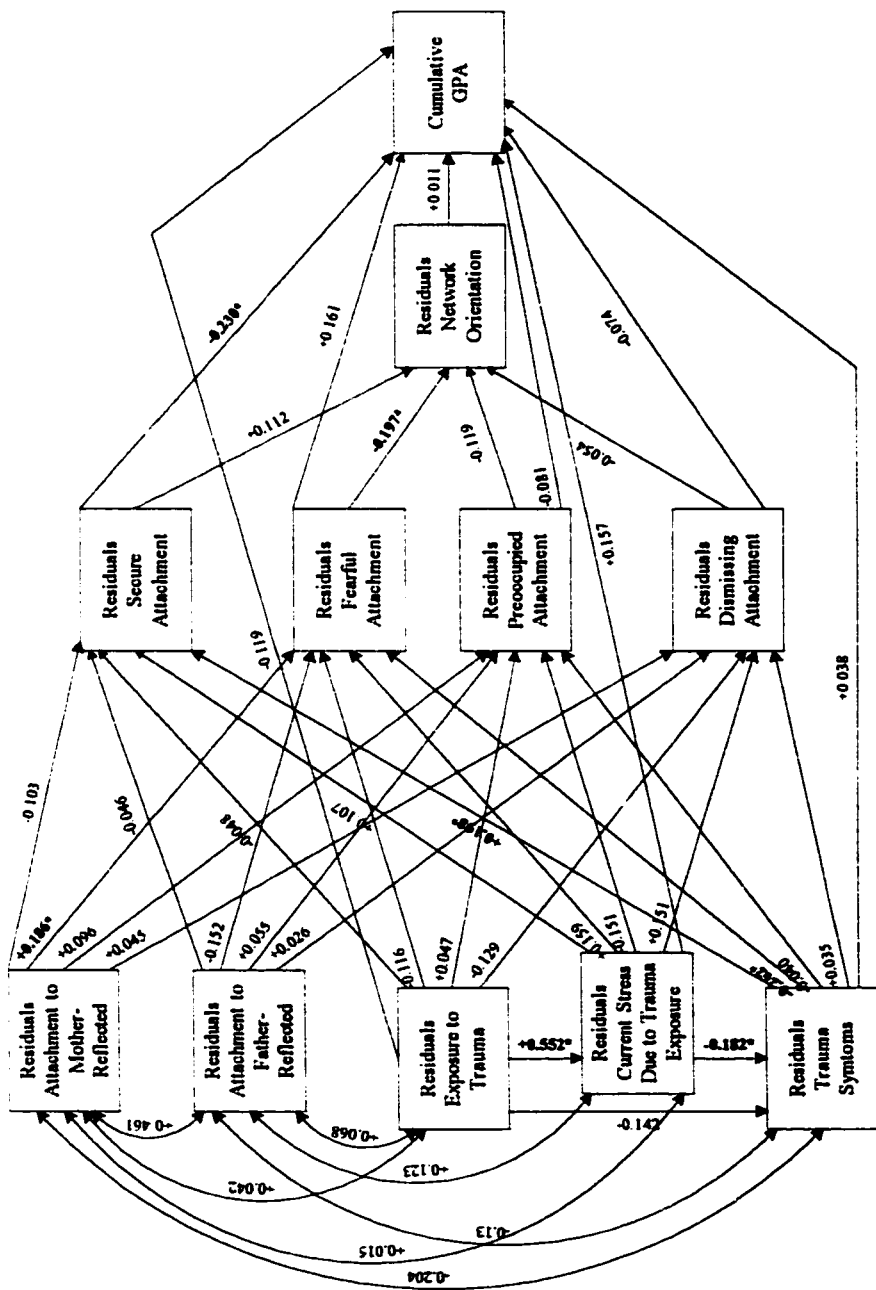 Residuals
Attachment to
Mother-
Reflected
Residuals
Attachment to
Father-
Reflected
Residuals
Exposure to
Trauma
Residuals
Current Stress
Due to Trauma
Exposure
Residuals
Trauma
Symtoms
Residuals
Secure
Attachment
Residuals
Fearful
Attachment
Residuals
Preoccupied
Attachment
Residuals
Dismissing
Attachment
Residuals
Network
Orientation
Cumulative
GPA
+0.461
+0.068
+0.042
+0.123
+0.015
-0.13
-0.204
+0.552*
-0.182*
-0.142
-0.103
+0.186*
+0.096
+0.045
-0.046
-0.152
+0.055
+0.026
-0.048
-0.116
+0.047
-0.129
-0.119
-0.159
-0.151
+0.151
+0.157
+0.035
+0.038
-0.230*
-0.112
+0.161
-0.197*
-0.119
-0.081
-0.054
-0.074
+0.011